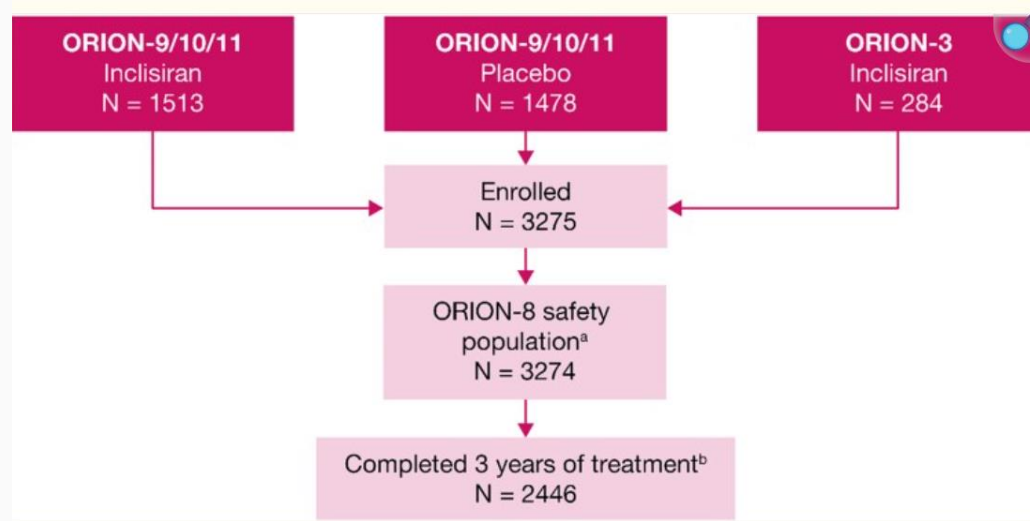 ORION-9/10/11
Inclisiran
N = 1513
ORION-9/10/11
Placebo
N = 1478
ORION-3
Inclisiran
N = 284
Enrolled
N = 3275
ORION-8 safety
populationᵃ
N = 3274
Completed 3 years of treatmentᵇ
N = 2446